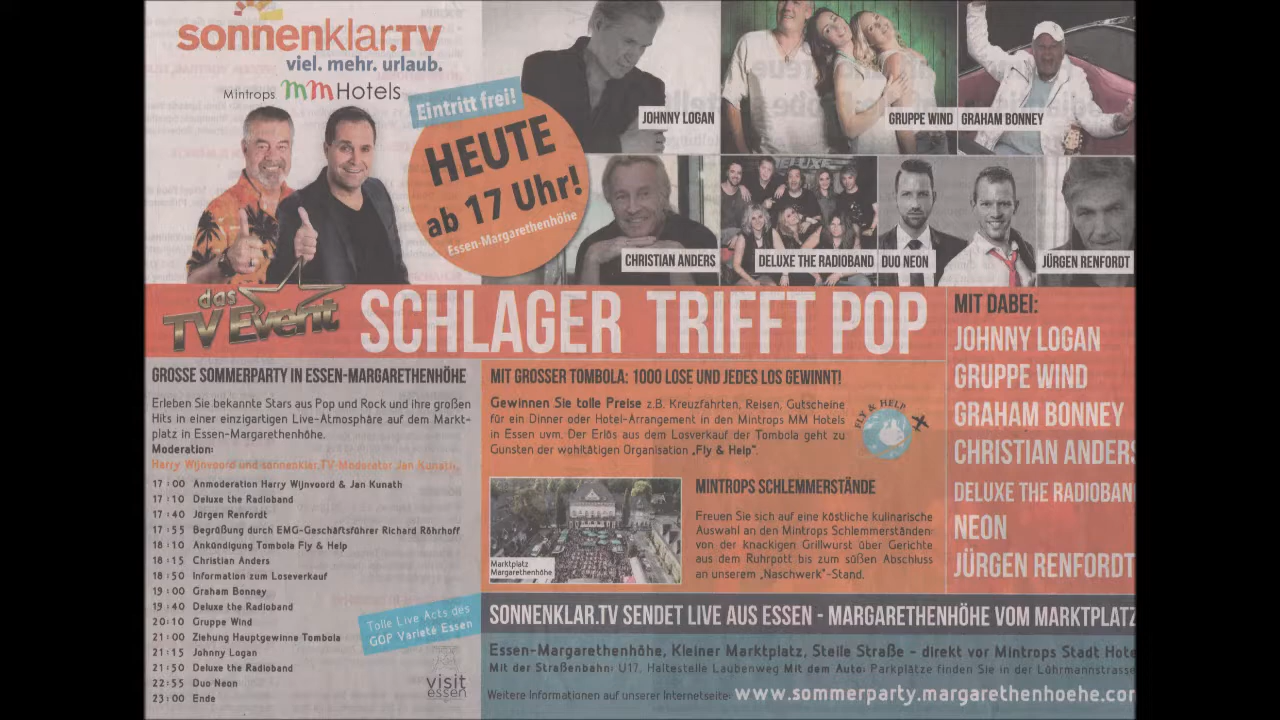 sonnenklar.TV
viel. mehr. urlaub.
Mintrops MM Hotels
Eintritt frei!
HEUTE
ab 17 Uhr!
Essen-Margarethenhöhe
JOHNNY LOGAN
GRUPPE WIND
GRAHAM BONNEY
CHRISTIAN ANDERS
DELUXE
DELUXE THE RADIOBAND
DUO NEON
JÜRGEN RENFORDT
das
TV Event
SCHLAGER TRIFFT POP
MIT DABEI:
JOHNNY LOGAN
GRUPPE WIND
GRAHAM BONNEY
CHRISTIAN ANDERS
DELUXE THE RADIOBAN
NEON
JÜRGEN RENFORDT
GROSSE SOMMERPARTY IN ESSEN-MARGARETHENHÖHE
Erleben Sie bekannte Stars aus Pop und Rock und ihre großen
Hits in einer einzigartigen Live-Atmosphäre auf dem Markt-
platz in Essen-Margarethenhöhe.
Moderation:
Harry Wijnvoord und sonnenklar.TV-Moderator Jan Kunath.
17:00 Anmoderation Harry Wijnvoord & Jan Kunath
17:10 Deluxe the Radioband
17:40 Jürgen Renfordt
17:55 Begrüßung durch EMG-Geschäftsführer Richard Röhrhoff
18:10 Ankündigung Tombola Fly & Help
18:15 Christian Anders
18:50 Information zum Loseverkauf
19:00 Graham Bonney
19:40 Deluxe the Radioband
20:10 Gruppe Wind
21:00 Ziehung Hauptgewinne Tombola
21:15 Johnny Logan
21:50 Deluxe the Radioband
22:55 Duo Neon
23:00 Ende
Tolle Live Acts des
GOP Varieté Essen
visit
essen
MIT GROSSER TOMBOLA: 1000 LOSE UND JEDES LOS GEWINNT!
Gewinnen Sie tolle Preise z.B. Kreuzfahrten, Reisen, Gutscheine
für ein Dinner oder Hotel-Arrangement in den Mintrops MM Hotels
in Essen uvm. Der Erlös aus dem Losverkauf der Tombola geht zu
Gunsten der wohltätigen Organisation „Fly & Help".
FLY & HELP
MINTROPS SCHLEMMERSTÄNDE
Freuen Sie sich auf eine köstliche kulinarische
Auswahl an den Mintrops Schlemmerständen:
von der knackigen Grillwurst über Gerichte
aus dem Ruhrpott bis zum süßen Abschluss
an unserem „Naschwerk"-Stand.
Marktplatz
Margarethenhöhe
SONNENKLAR.TV SENDET LIVE AUS ESSEN - MARGARETHENHÖHE VOM MARKTPLATZ
Essen-Margarethenhöhe, Kleiner Marktplatz, Steile Straße - direkt vor Mintrops Stadt Hote
Mit der Straßenbahn: U17, Haltestelle Laubenweg Mit dem Auto: Parkplätze finden Sie in der Lührmannstrasse
Weitere Informationen auf unserer Internetseite: www.sommerparty.margarethenhoehe.com